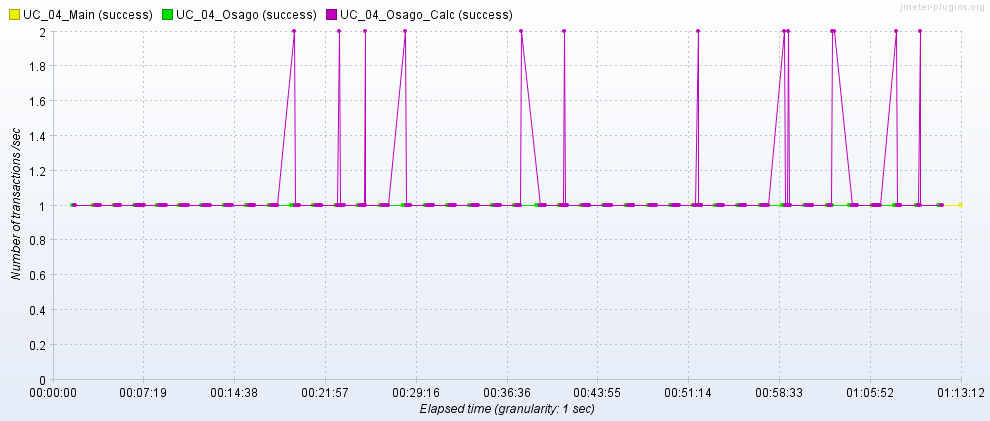 UC_04_Main (success) UC_04_Osago (success) UC_04_Osago_Calc (success)
jmeter-plugins.org
Number of transactions /sec
2
1.8
1.6
1.4
1.2
1
0.8
0.6
0.4
0.2
0
00:00:00 00:07:19 00:14:38 00:21:57 00:29:16 00:36:36 00:43:55 00:51:14 00:58:33 01:05:52 01:13:12
Elapsed time (granularity: 1 sec)